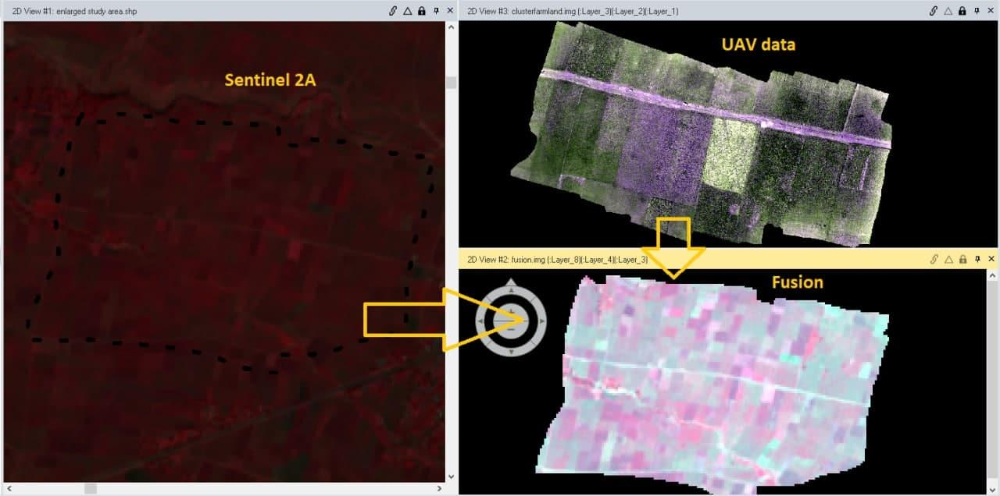 2D View #1: enlarged study area.shp
Sentinel 2A
2D View #3: clusterfarmland.img (:Layer_3)(:Layer_2)(:Layer_1)
UAV data
2D View #2: fusion.img (:Layer_8)(:Layer_4)(:Layer_3)
Fusion